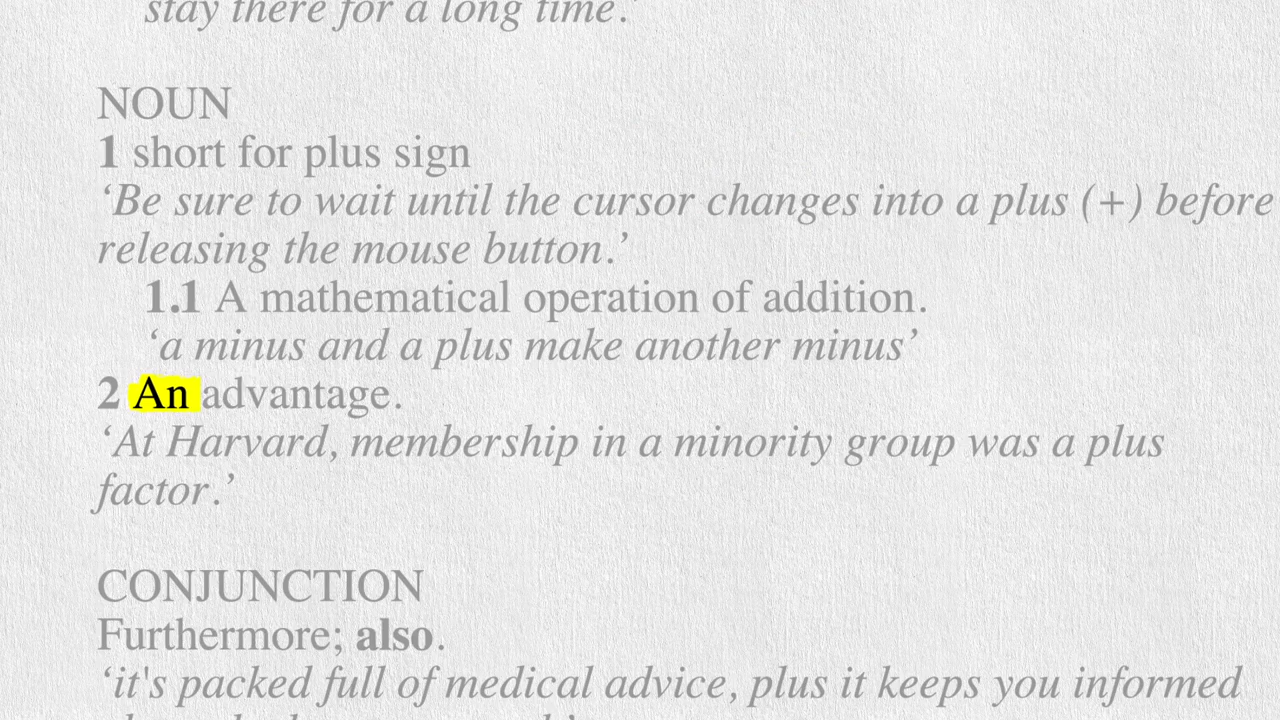 stay there for a long time.’
NOUN
1 short for plus sign
‘Be sure to wait until the cursor changes into a plus (+) before
releasing the mouse button.’
1.1 A mathematical operation of addition.
‘a minus and a plus make another minus’
2 An advantage.
‘At Harvard, membership in a minority group was a plus
factor.’
CONJUNCTION
Furthermore; also.
‘it's packed full of medical advice, plus it keeps you informed